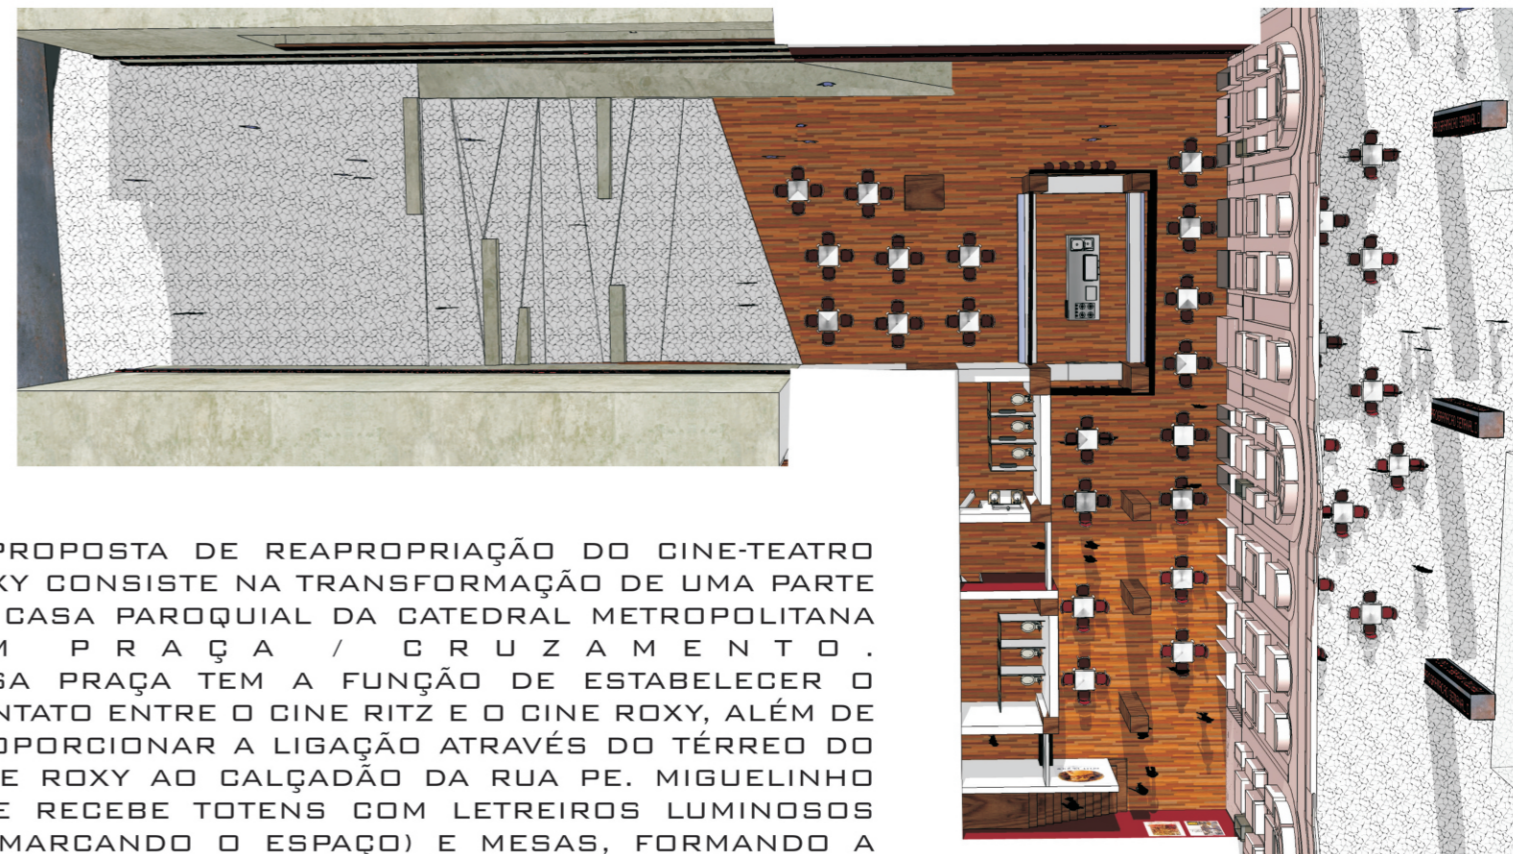 PROPOSTA DE REAPROPRIAÇÃO DO CINE-TEATRO
XY CONSISTE NA TRANSFORMAÇÃO DE UMA PARTE
CASA PAROQUIAL DA CATEDRAL METROPOLITANA
M PRAÇA / CRUZAMENTO.
SA PRAÇA TEM A FUNÇÃO DE ESTABELECER O
NTATO ENTRE O CINE RITZ E O CINE ROXY, ALÉM DE
OPORCIONAR A LIGAÇÃO ATRAVÉS DO TÉRREO DO
E ROXY AO CALÇADÃO DA RUA PE. MIGUELINHO
E RECEBE TOTENS COM LETREIROS LUMINOSOS
MARCANDO O ESPAÇO) E MESAS, FORMANDO A